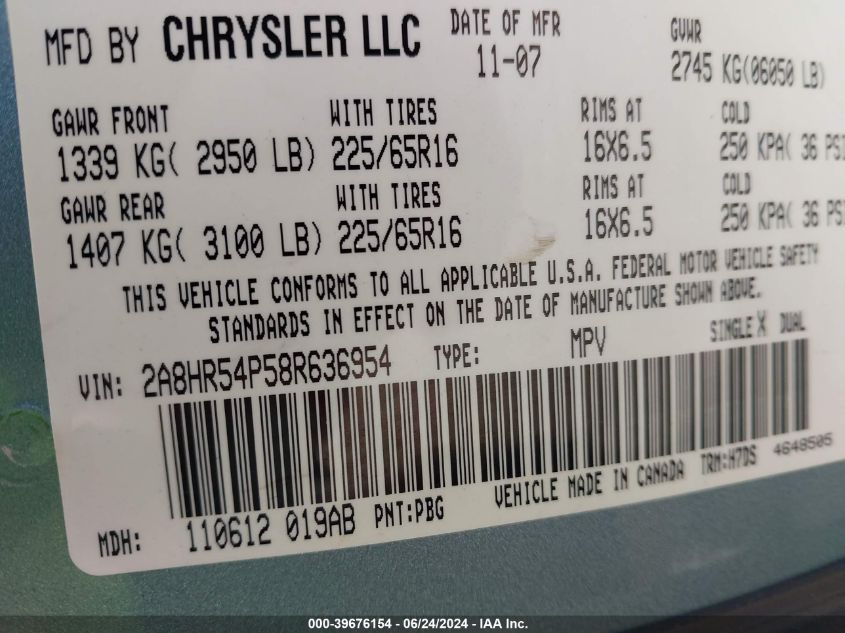 MFD BY CHRYSLER LLC DATE OF MFR GVWR
11-07 2745 KG(06050 LB)
GAWR FRONT WITH TIRES RIMS AT COLD
1339 KG( 2950 LB) 225/65R16 16X6.5 250 KPA( 36 PSI
GAWR REAR WITH TIRES RIMS AT COLD
1407 KG( 3100 LB) 225/65R16 16X6.5 250 KPA( 36 PSI
THIS VEHICLE CONFORMS TO ALL APPLICABLE U.S.A. FEDERAL MOTOR VEHICLE SAFETY
STANDARDS IN EFFECT ON THE DATE OF MANUFACTURE SHOWN ABOVE.
SINGLE X DUAL
VIN: 2A8HR54P58R636954 TYPE: MPV
MDH: 110612 019AB PNT:PBG VEHICLE MADE IN CANADA TRM:H7DS 4648505
000-39676154 - 06/24/2024 - IAA Inc.